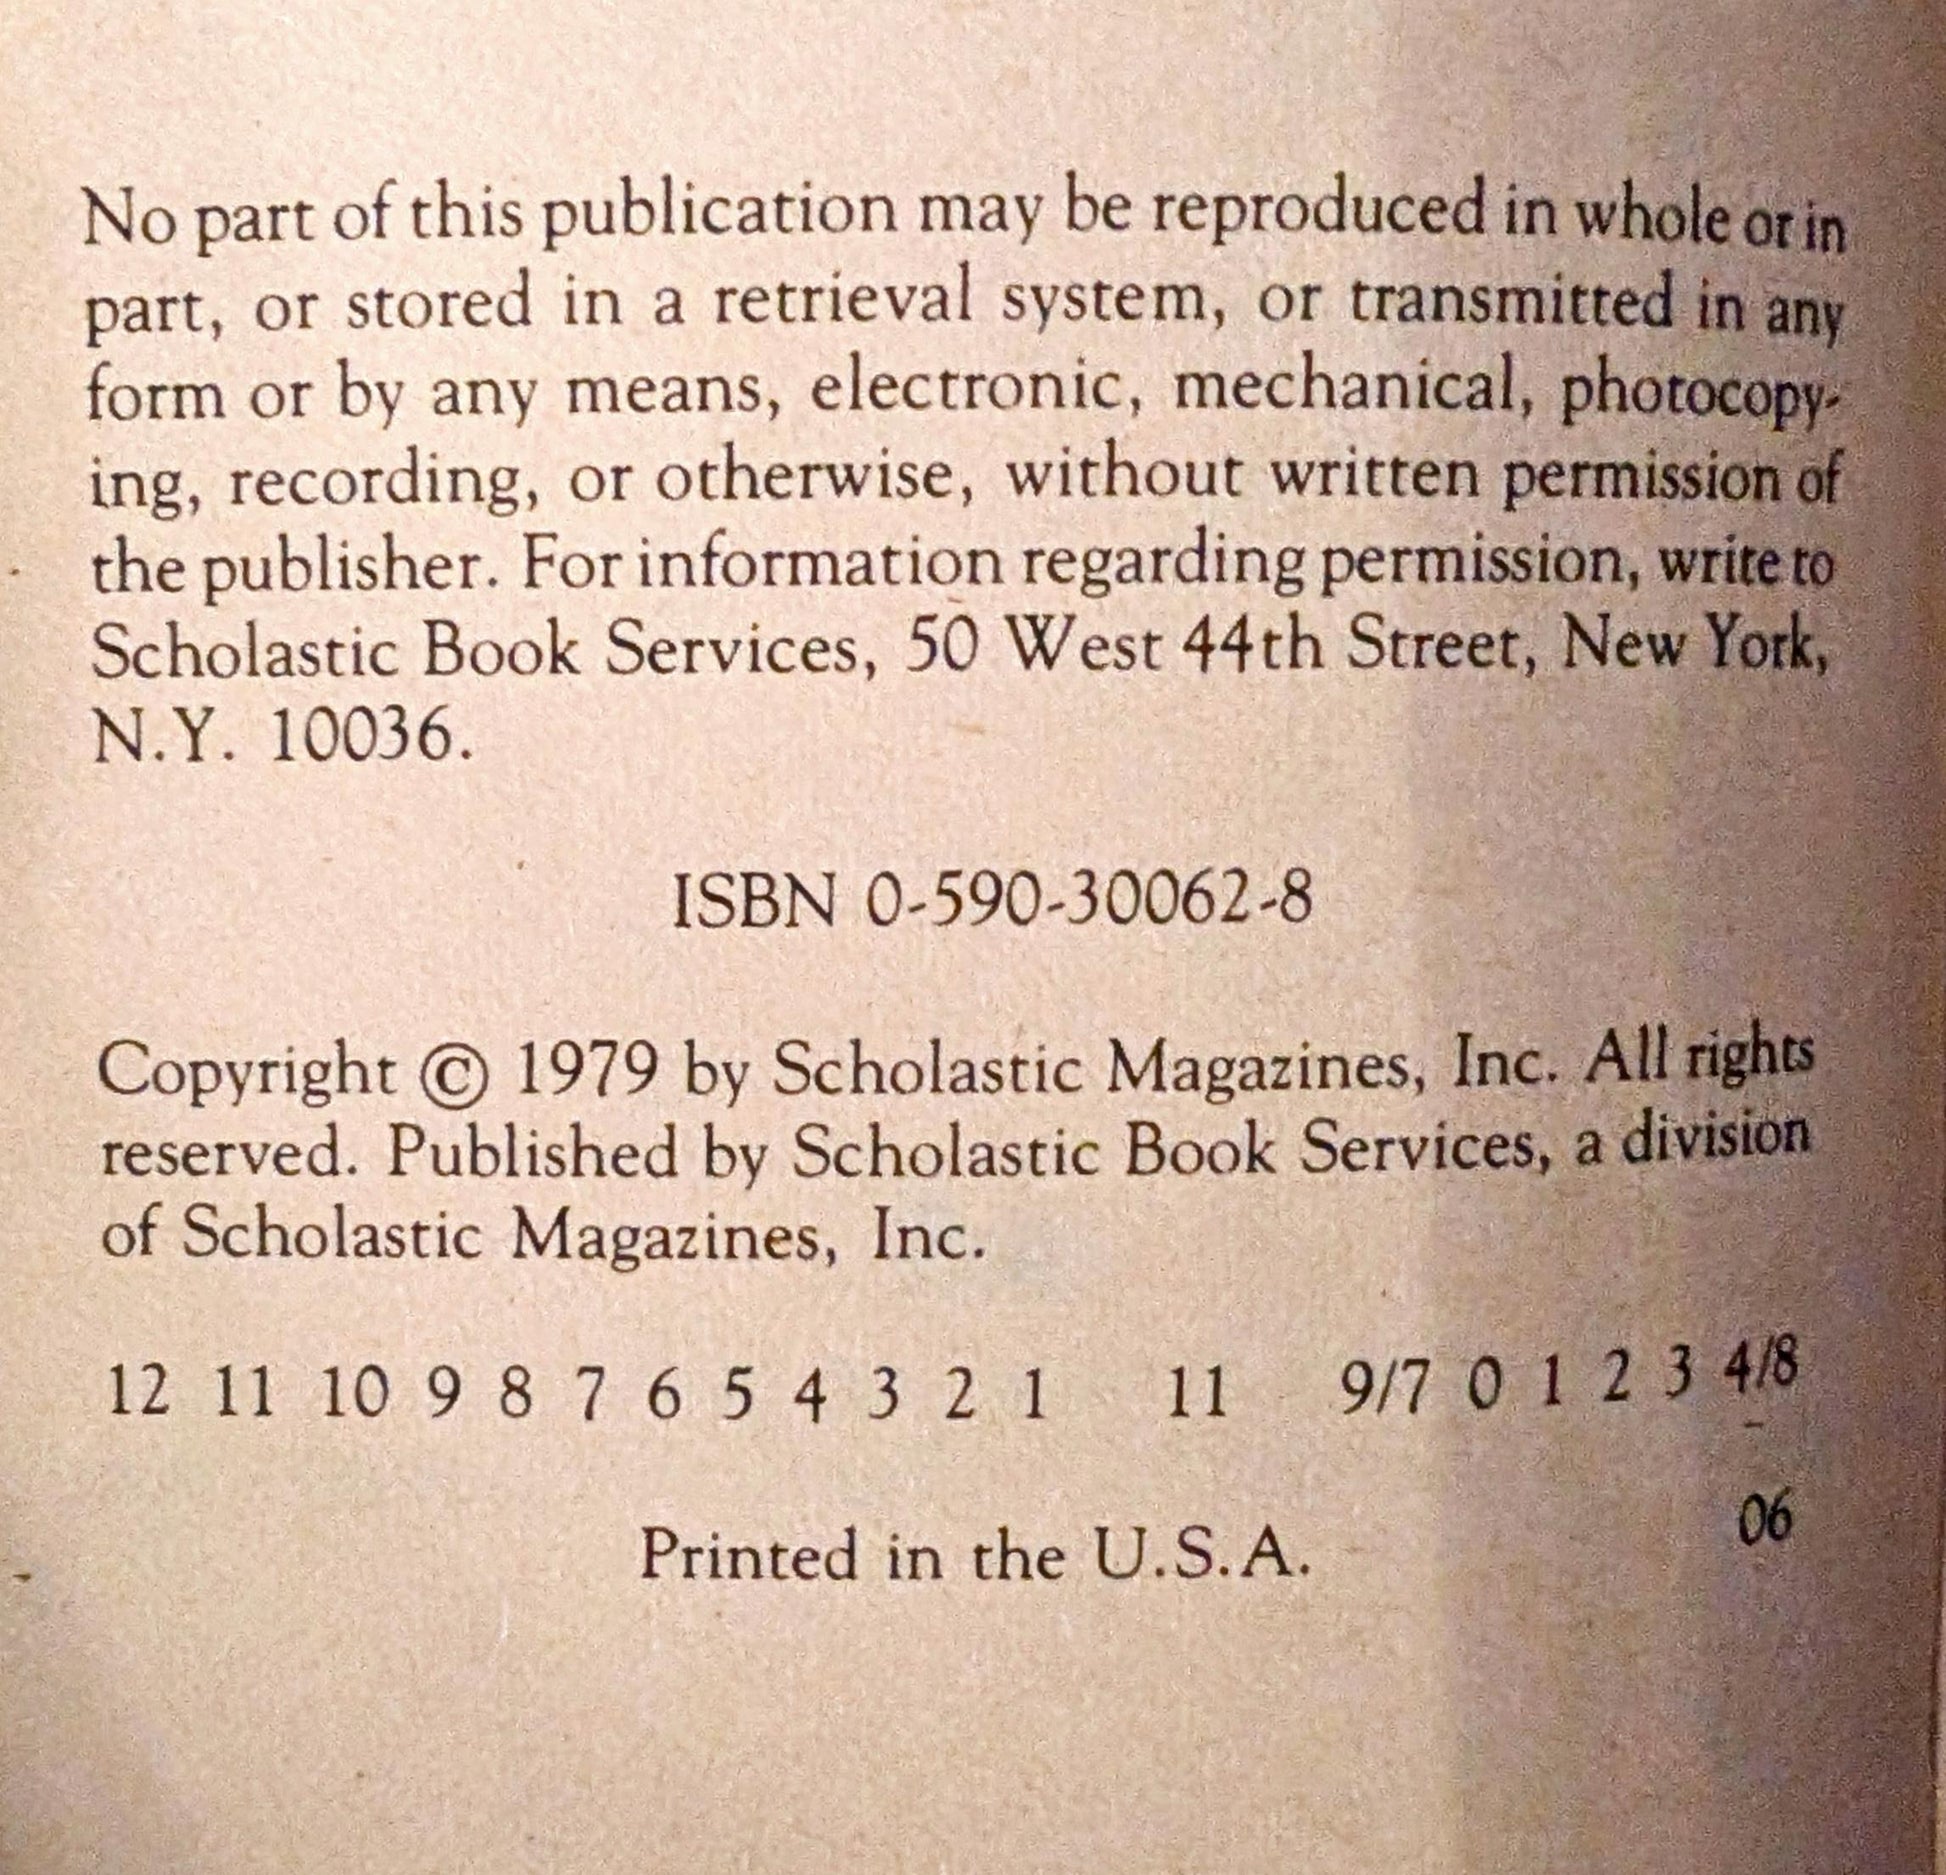 No part of this publication may be reproduced in whole or in
part, or stored in a retrieval system, or transmitted in any
form or by any means, electronic, mechanical, photocopy-
ing, recording, or otherwise, without written permission of
the publisher. For information regarding permission, write to
Scholastic Book Services, 50 West 44th Street, New York,
N.Y. 10036.
ISBN 0-590-30062-8
Copyright © 1979 by Scholastic Magazines, Inc. All rights
reserved. Published by Scholastic Book Services, a division
of Scholastic Magazines, Inc.
12 11 10 9 8 7 6 5 4 3 2 1 11 9/7 0 1 2 3 4/8
06
Printed in the U.S.A.